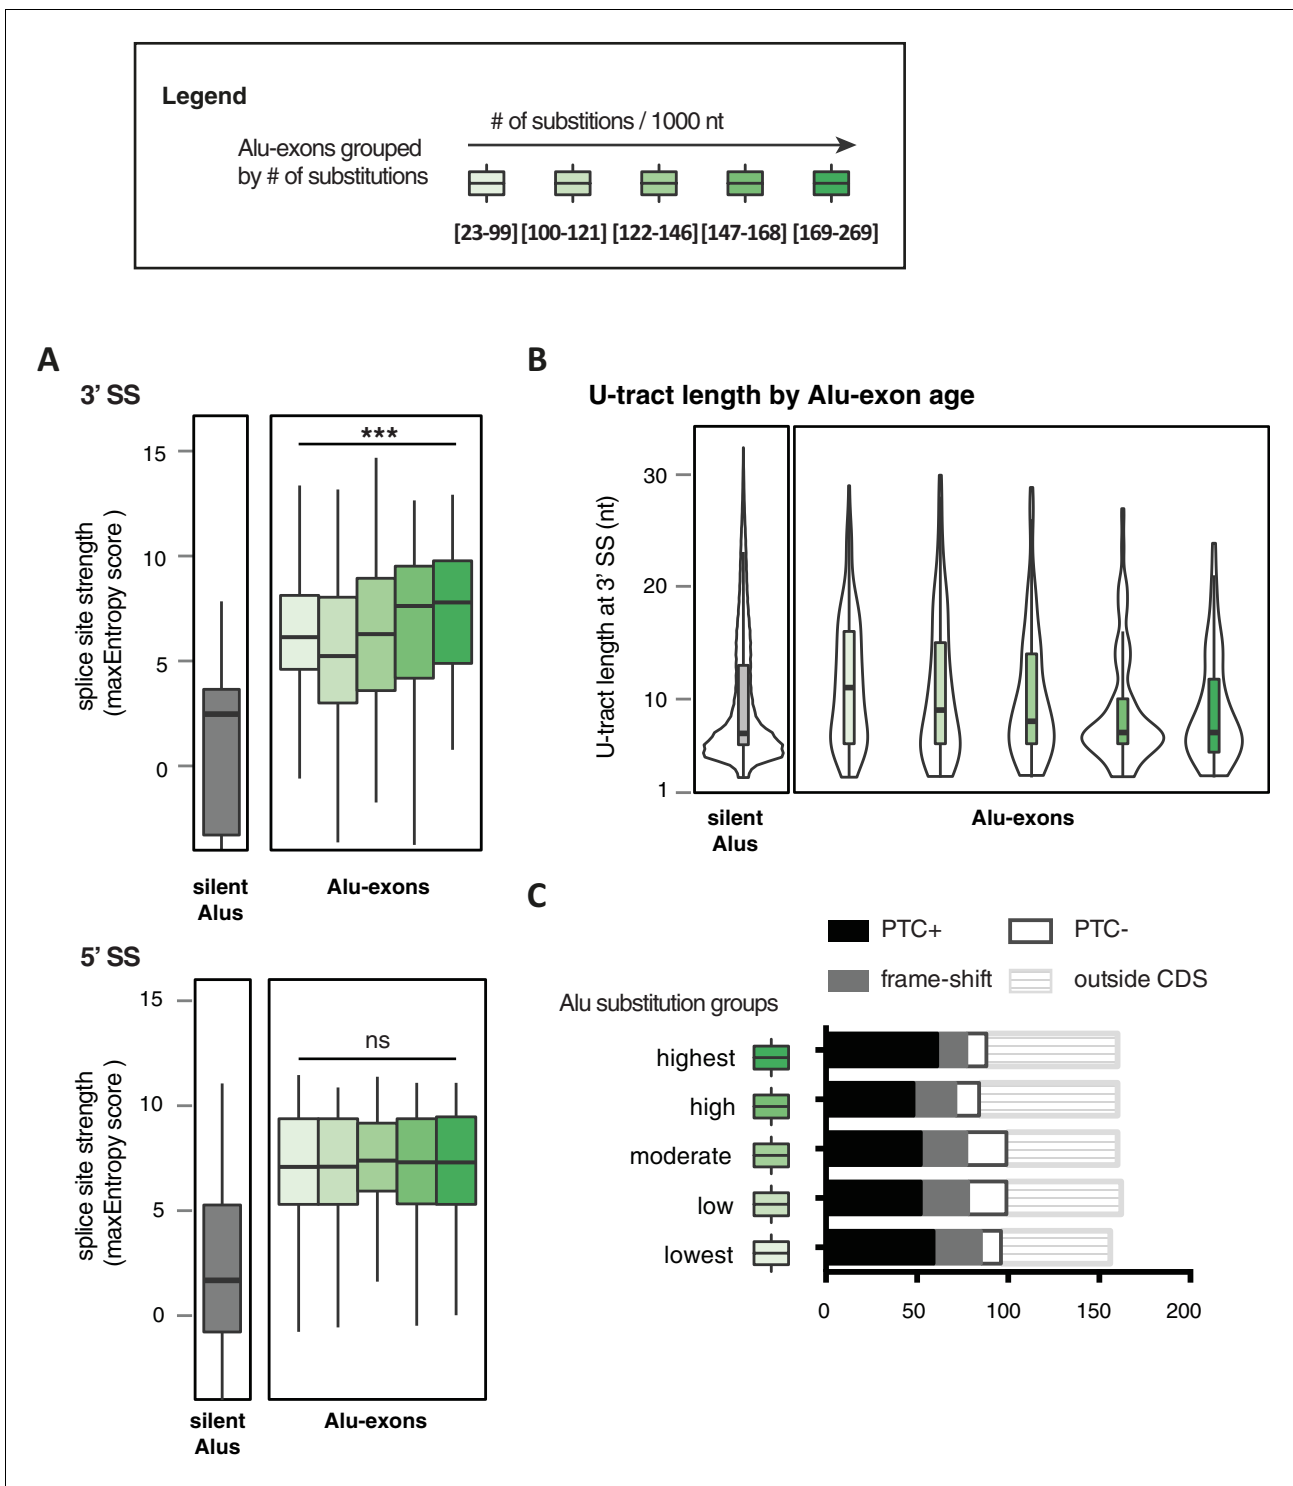 Legend
# of substitions / 1000 nt
Alu-exons grouped
by # of substitutions
[23-99] [100-121] [122-146] [147-168] [169-269]
A
3’ SS
15
10
5
0
splice site strength
(maxEntropy score )
***
silent
Alus
Alu-exons
5’ SS
15
10
5
0
splice site strength
(maxEntropy score )
ns
silent
Alus
Alu-exons
B
U-tract length by Alu-exon age
30
20
10
1
U-tract length at 3’ SS (nt)
silent
Alus
Alu-exons
C
PTC+ PTC-
frame-shift outside CDS
Alu substitution groups
highest
high
moderate
low
lowest
0 50 100 150 200